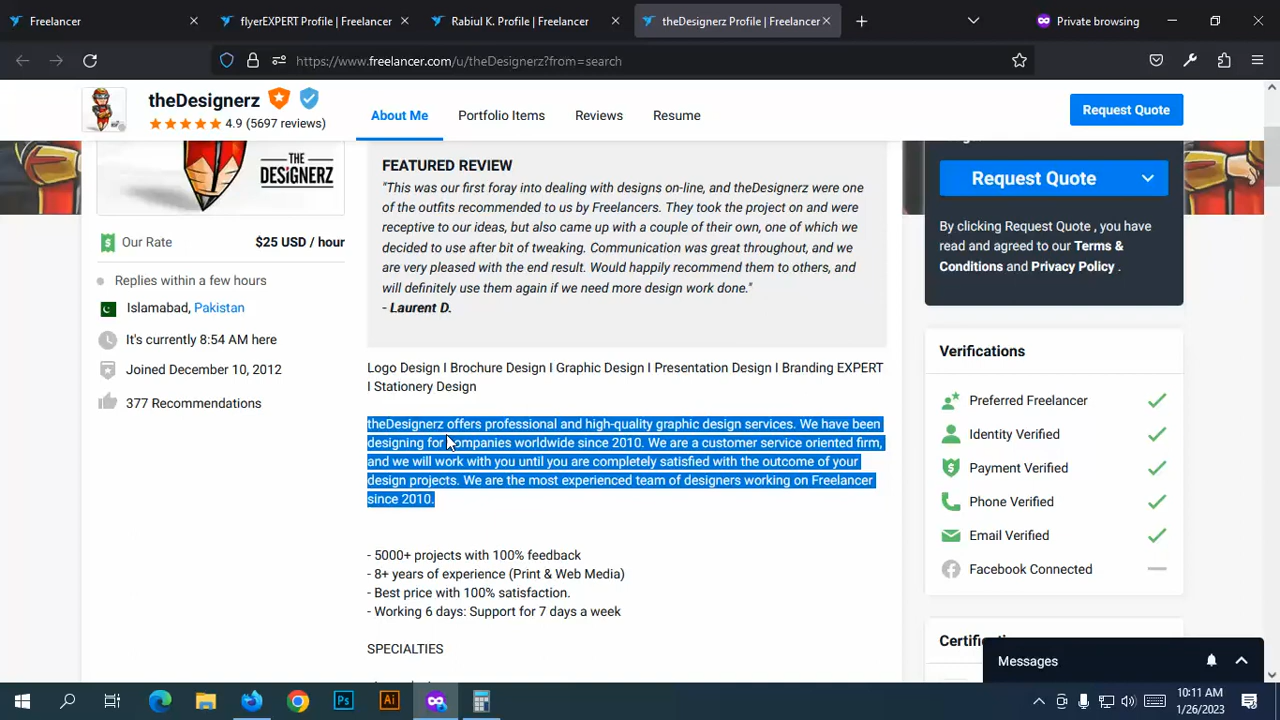 Freelancer
flyerEXPERT Profile | Freelancer
Rabiul K. Profile | Freelancer
theDesignerz Profile | Freelancer
Private browsing
https://www.freelancer.com/u/theDesignerz?from=search
theDesignerz
4.9 (5697 reviews)
About Me
Portfolio Items
Reviews
Resume
Request Quote
THE
DESIGNERZ
Our Rate
$25 USD / hour
Replies within a few hours
Islamabad, Pakistan
It's currently 8:54 AM here
Joined December 10, 2012
377 Recommendations
FEATURED REVIEW
"This was our first foray into dealing with designs on-line, and theDesignerz were one
of the outfits recommended to us by Freelancers. They took the project on and were
receptive to our ideas, but also came up with a couple of their own, one of which we
decided to use after bit of tweaking. Communication was great throughout, and we
are very pleased with the end result. Would happily recommend them to others, and
will definitely use them again if we need more design work done."
- Laurent D.
Logo Design I Brochure Design I Graphic Design I Presentation Design I Branding EXPERT
I Stationery Design
theDesignerz offers professional and high-quality graphic design services. We have been
designing for companies worldwide since 2010. We are a customer service oriented firm,
and we will work with you until you are completely satisfied with the outcome of your
design projects. We are the most experienced team of designers working on Freelancer
since 2010.
- 5000+ projects with 100% feedback
- 8+ years of experience (Print & Web Media)
- Best price with 100% satisfaction.
- Working 6 days: Support for 7 days a week
SPECIALTIES
Request Quote
By clicking Request Quote , you have
read and agreed to our Terms &
Conditions and Privacy Policy .
Verifications
Preferred Freelancer
Identity Verified
Payment Verified
Phone Verified
Email Verified
Facebook Connected
Messages
Ps
Ai
10:11 AM
1/26/2023